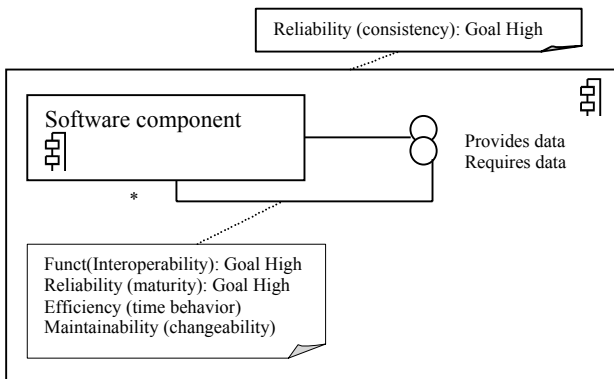 Reliability (consistency): Goal High
Software component
Provides data
Requires data
*
Funct(Interoperability): Goal High
Reliability (maturity): Goal High
Efficiency (time behavior)
Maintainability (changeability)